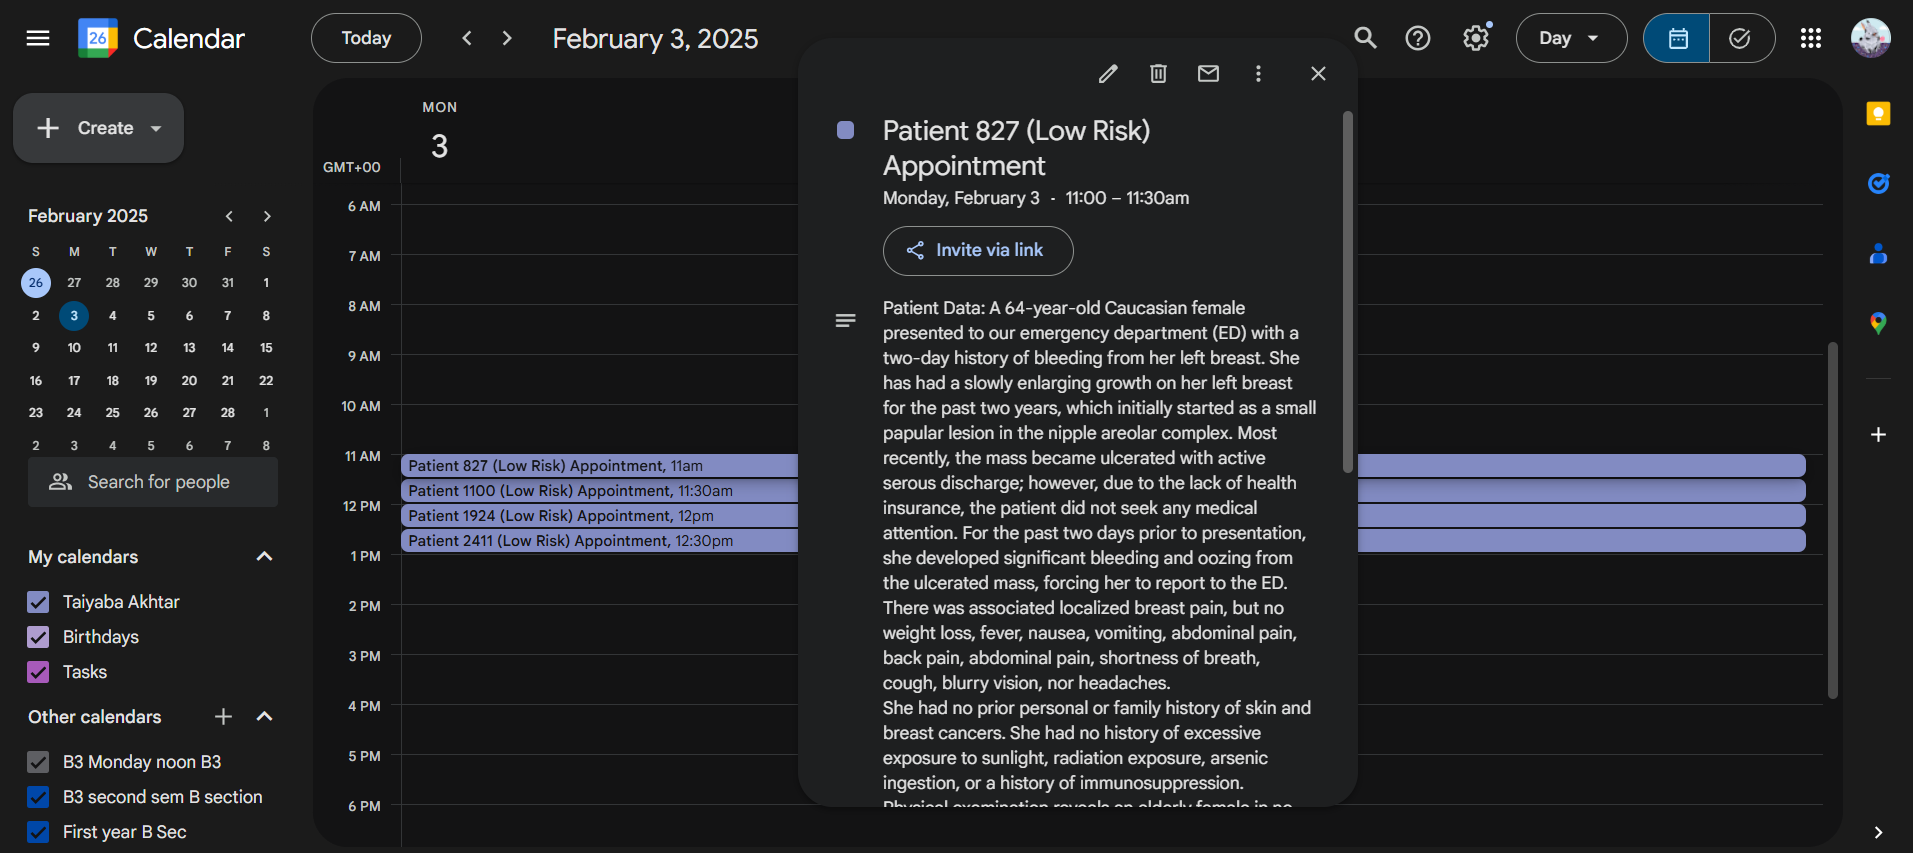 26 Calendar
Today
February 3, 2025
Day
Create
February 2025
S M T W T F S
26 27 28 29 30 31 1
2 3 4 5 6 7 8
9 10 11 12 13 14 15
16 17 18 19 20 21 22
23 24 25 26 27 28 1
2 3 4 5 6 7 8
Search for people
My calendars
Taiyaba Akhtar
Birthdays
Tasks
Other calendars
B3 Monday noon B3
B3 second sem B section
First year B Sec
MON
3
GMT+00
6 AM
7 AM
8 AM
9 AM
10 AM
11 AM
12 PM
1 PM
2 PM
3 PM
4 PM
5 PM
6 PM
Patient 827 (Low Risk) Appointment, 11am
Patient 1100 (Low Risk) Appointment, 11:30am
Patient 1924 (Low Risk) Appointment, 12pm
Patient 2411 (Low Risk) Appointment, 12:30pm
Patient 827 (Low Risk)
Appointment
Monday, February 3 · 11:00 – 11:30am
Invite via link
Patient Data: A 64-year-old Caucasian female
presented to our emergency department (ED) with a
two-day history of bleeding from her left breast. She
has had a slowly enlarging growth on her left breast
for the past two years, which initially started as a small
papular lesion in the nipple areolar complex. Most
recently, the mass became ulcerated with active
serous discharge; however, due to the lack of health
insurance, the patient did not seek any medical
attention. For the past two days prior to presentation,
she developed significant bleeding and oozing from
the ulcerated mass, forcing her to report to the ED.
There was associated localized breast pain, but no
weight loss, fever, nausea, vomiting, abdominal pain,
back pain, abdominal pain, shortness of breath,
cough, blurry vision, nor headaches.
She had no prior personal or family history of skin and
breast cancers. She had no history of excessive
exposure to sunlight, radiation exposure, arsenic
ingestion, or a history of immunosuppression.
Physical examination reveals an elderly female in no